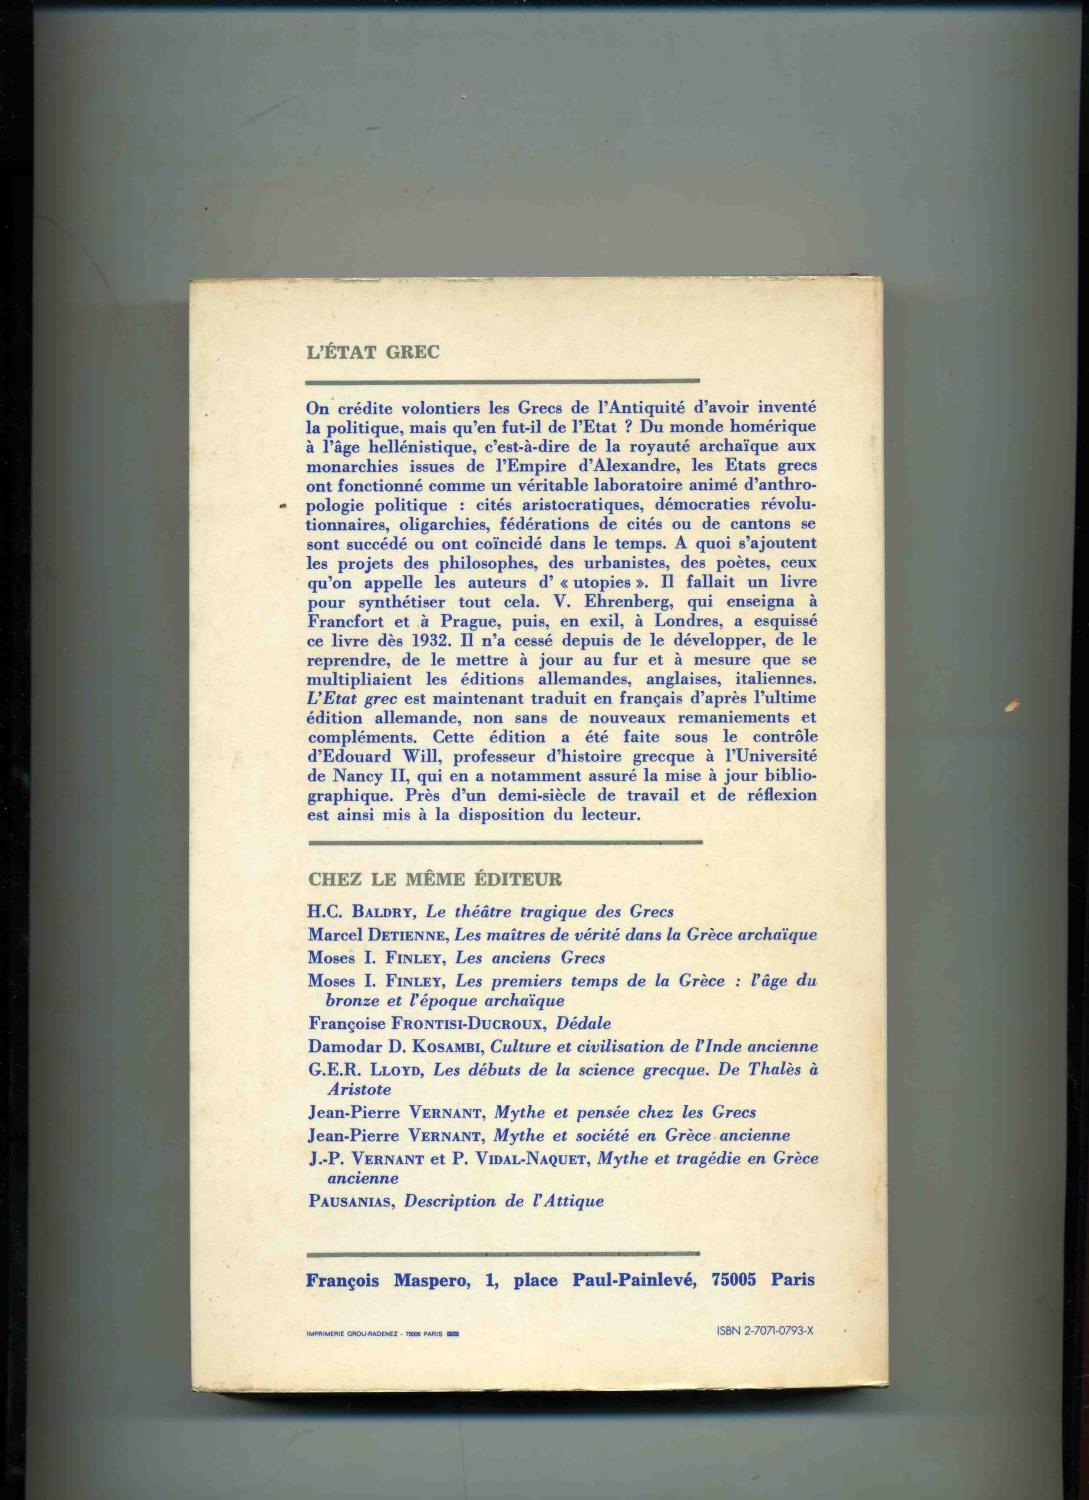 L'ÉTAT GREC
On crédite volontiers les Grecs de l'Antiquité d'avoir inventé
la politique, mais qu'en fut-il de l'Etat ? Du monde homérique
à l'âge hellénistique, c'est-à-dire de la royauté archaïque aux
monarchies issues de l'Empire d'Alexandre, les Etats grecs
ont fonctionné comme un véritable laboratoire animé d'anthro-
pologie politique : cités aristocratiques, démocraties révolu-
tionnaires, oligarchies, fédérations de cités ou de cantons se
sont succédé ou ont coïncidé dans le temps. A quoi s'ajoutent
les projets des philosophes, des urbanistes, des poètes, ceux
qu'on appelle les auteurs d' « utopies ». Il fallait un livre
pour synthétiser tout cela. V. Ehrenberg, qui enseigna à
Francfort et à Prague, puis, en exil, à Londres, a esquissé
ce livre dès 1932. Il n'a cessé depuis de le développer, de le
reprendre, de le mettre à jour au fur et à mesure que se
multipliaient les éditions allemandes, anglaises, italiennes.
L'Etat grec est maintenant traduit en français d'après l'ultime
édition allemande, non sans de nouveaux remaniements et
compléments. Cette édition a été faite sous le contrôle
d'Edouard Will, professeur d'histoire grecque à l'Université
de Nancy II, qui en a notamment assuré la mise à jour biblio-
graphique. Près d'un demi-siècle de travail et de réflexion
est ainsi mis à la disposition du lecteur.
CHEZ LE MÊME ÉDITEUR
H.C. BALDRY, Le théâtre tragique des Grecs
Marcel DETIENNE, Les maîtres de vérité dans la Grèce archaïque
Moses I. FINLEY, Les anciens Grecs
Moses I. FINLEY, Les premiers temps de la Grèce : l'âge du
bronze et l'époque archaïque
Françoise FRONTISI-DUCROUX, Dédale
Damodar D. KOSAMBI, Culture et civilisation de l'Inde ancienne
G.E.R. LLOYD, Les débuts de la science grecque. De Thalès à
Aristote
Jean-Pierre VERNANT, Mythe et pensée chez les Grecs
Jean-Pierre VERNANT, Mythe et société en Grèce ancienne
J.-P. VERNANT et P. VIDAL-NAQUET, Mythe et tragédie en Grèce
ancienne
PAUSANIAS, Description de l'Attique
François Maspero, 1, place Paul-Painlevé, 75005 Paris
IMPRIMERIE GROU-RADENEZ - 75006 PARIS
ISBN 2-7071-0793-X